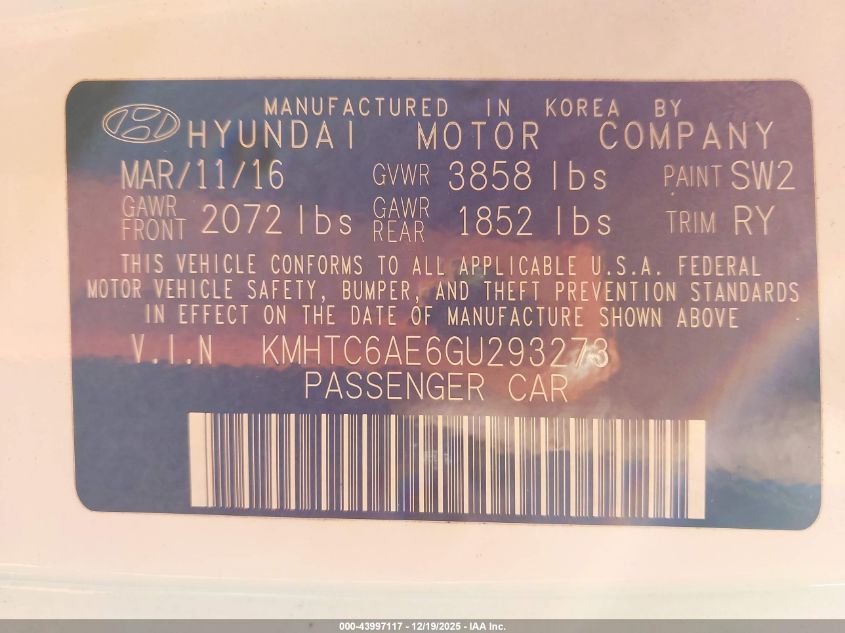 MANUFACTURED IN KOREA BY
HYUNDAI MOTOR COMPANY
MAR/11/16 GVWR 3858 lbs PAINT SW2
GAWR FRONT 2072 lbs GAWR REAR 1852 lbs TRIM RY
THIS VEHICLE CONFORMS TO ALL APPLICABLE U.S.A. FEDERAL
MOTOR VEHICLE SAFETY, BUMPER, AND THEFT PREVENTION STANDARDS
IN EFFECT ON THE DATE OF MANUFACTURE SHOWN ABOVE
V.I.N KMHTC6AE6GU293273
PASSENGER CAR
000-43997117 - 12/19/2025 - IAA Inc.